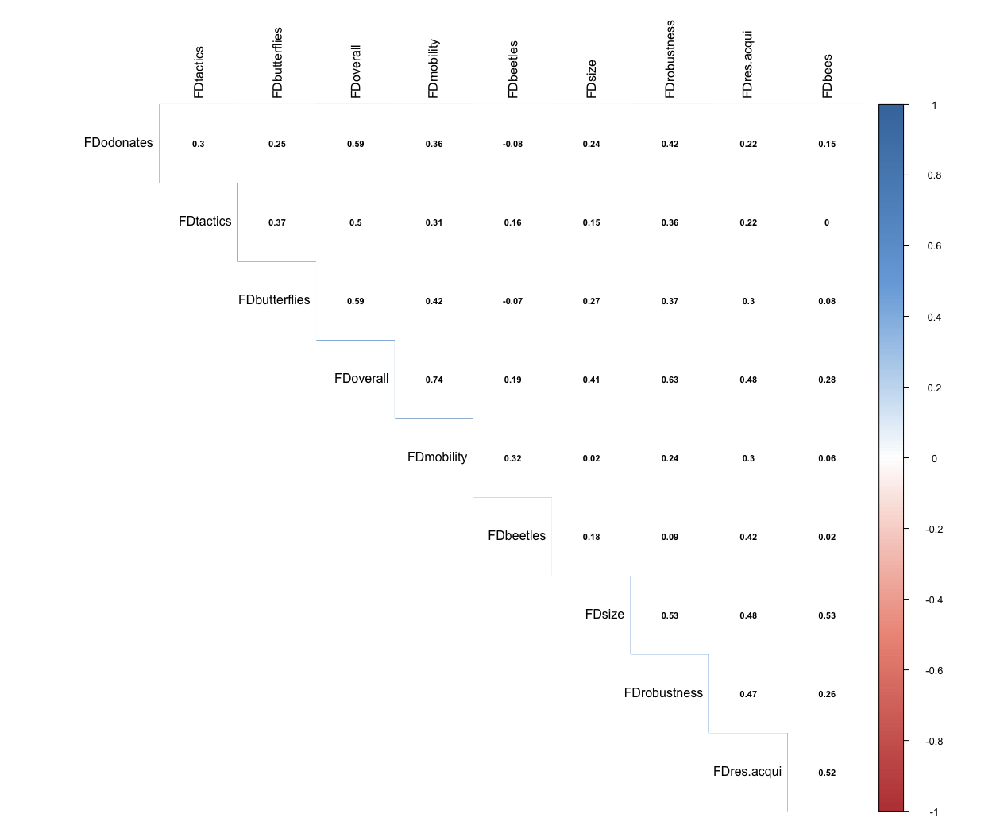 FDtactics FDbutterflies FDoverall FDmobility FDbeetles FDsize FDrobustness FDres.acqui FDbees
FDodonates 0.3 0.25 0.59 0.36 -0.08 0.24 0.42 0.22 0.15
FDtactics 0.37 0.5 0.31 0.16 0.15 0.36 0.22 0
FDbutterflies 0.59 0.42 -0.07 0.27 0.37 0.3 0.08
FDoverall 0.74 0.19 0.41 0.63 0.48 0.28
FDmobility 0.32 0.02 0.24 0.3 0.06
FDbeetles 0.18 0.09 0.42 0.02
FDsize 0.53 0.48 0.53
FDrobustness 0.47 0.26
FDres.acqui 0.52
1
0.8
0.6
0.4
0.2
0
-0.2
-0.4
-0.6
-0.8
-1